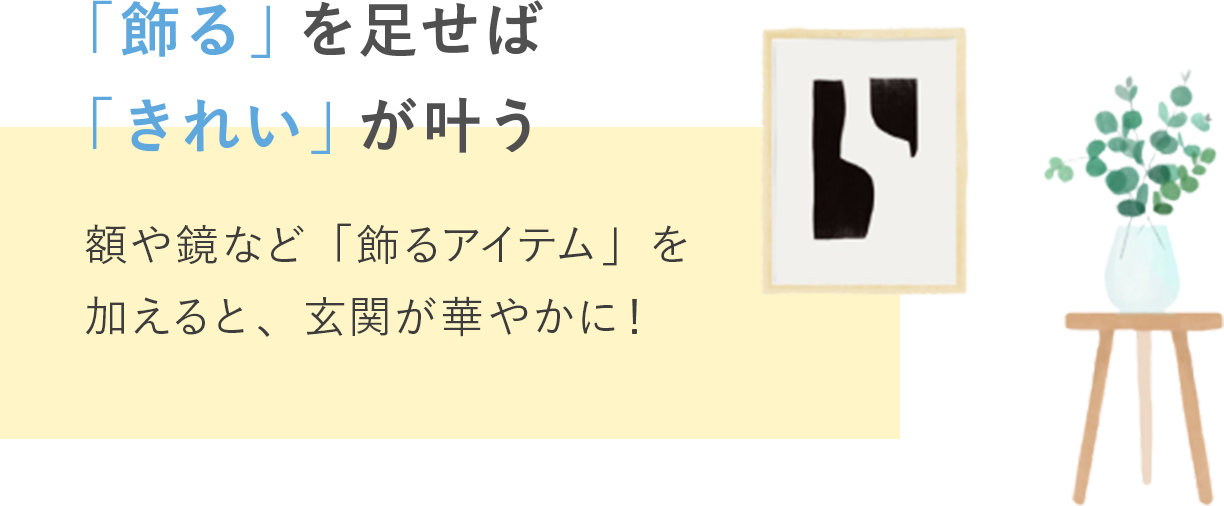 「飾る」を足せば
「きれい」が叶う
額や鏡など「飾るアイテム」を
加えると、玄関が華やかに！